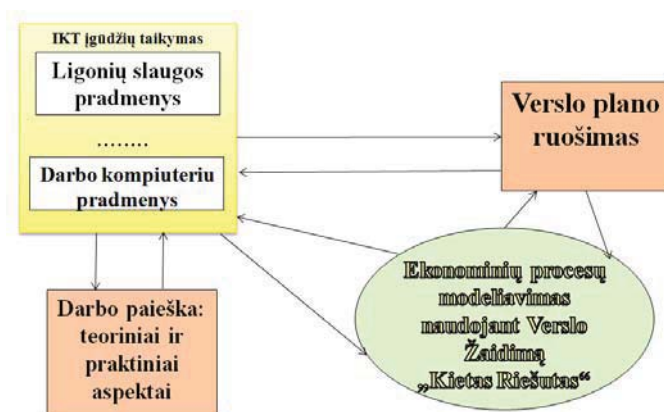 IKT įgūdžių taikymas
Ligonių slaugos
pradmenys
........
Darbo kompiuteriu
pradmenys
Verslo plano
ruošimas
Ekonominių procesų
modeliavimas
naudojant Verslo
Žaidimą
„Kietas Riešutas“
Darbo paieška:
teoriniai ir
praktiniai
aspektai